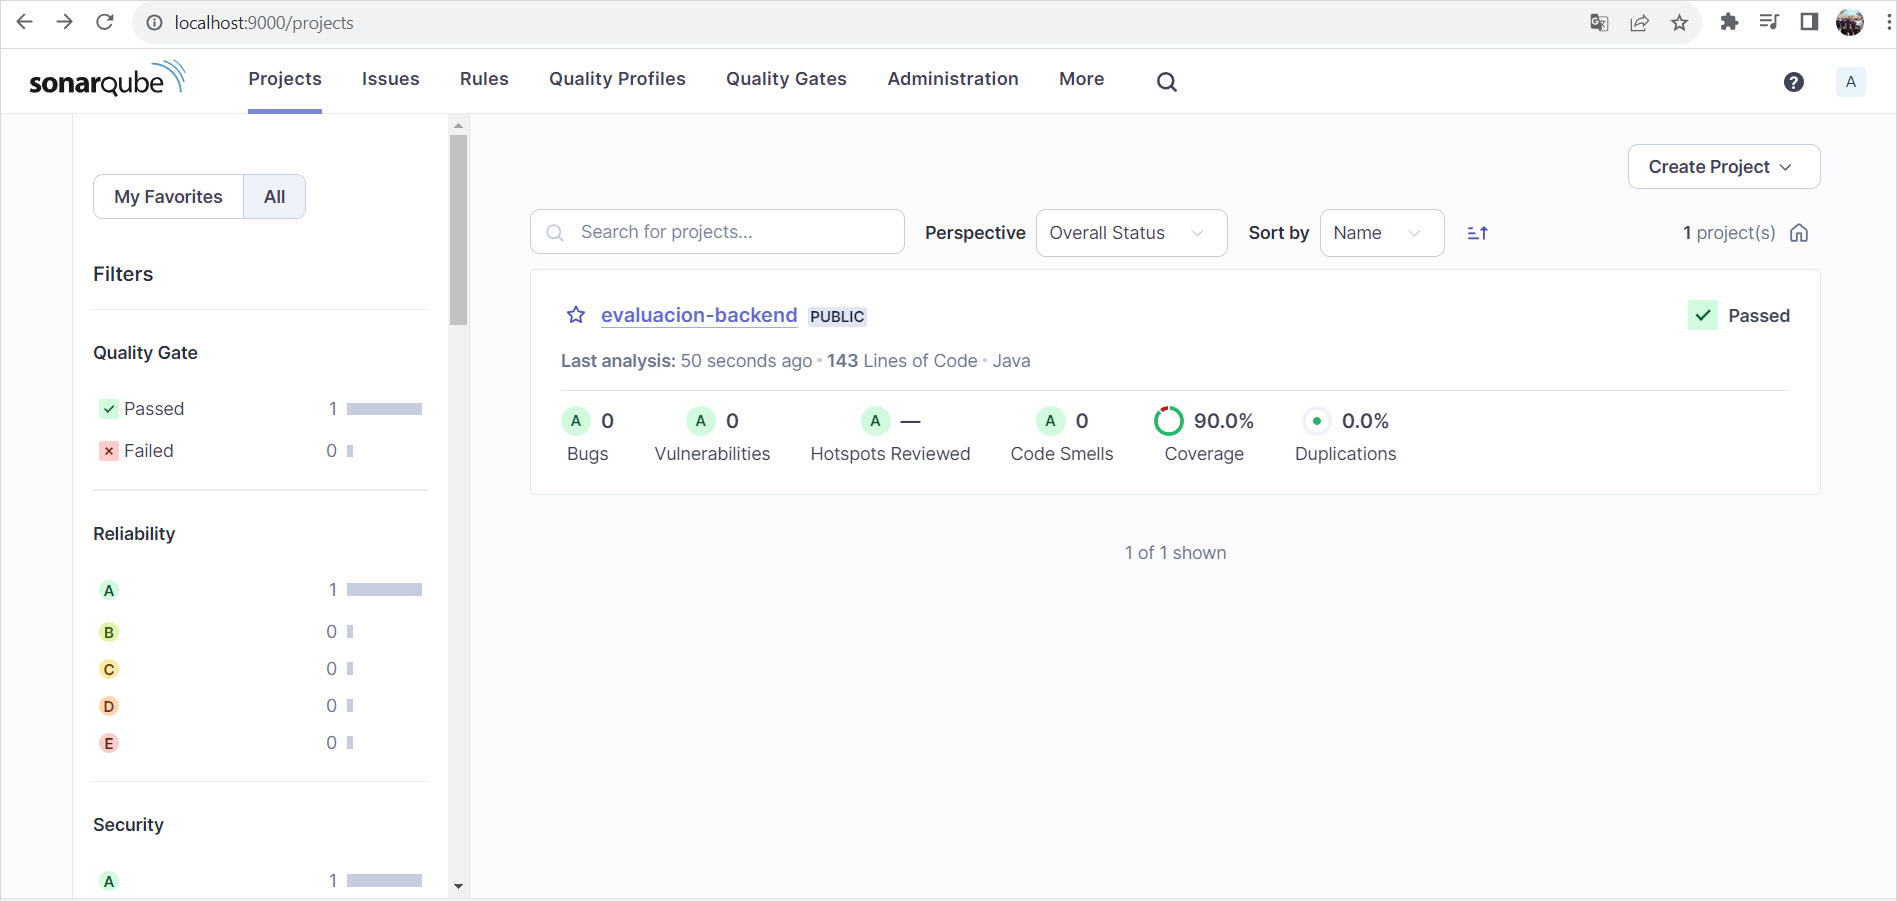 localhost:9000/projects
sonarqube Projects Issues Rules Quality Profiles Quality Gates Administration More ? A
My Favorites All
Filters
Quality Gate
Passed 1
Failed 0
Reliability
A 1
B 0
C 0
D 0
E 0
Security
A 1
Create Project
Search for projects... Perspective Overall Status Sort by Name 1 project(s)
evaluacion-backend PUBLIC Passed
Last analysis: 50 seconds ago • 143 Lines of Code • Java
A 0 A 0 A — A 0 90.0% 0.0%
Bugs Vulnerabilities Hotspots Reviewed Code Smells Coverage Duplications
1 of 1 shown